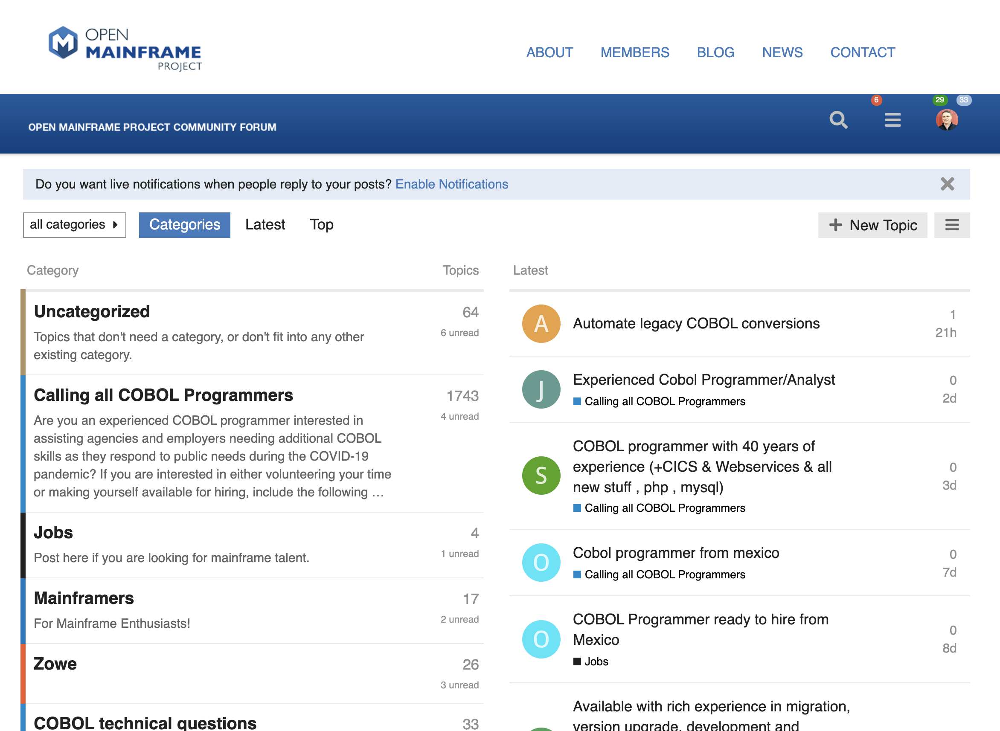 OPEN
MAINFRAME
PROJECT
ABOUT MEMBERS BLOG NEWS CONTACT
OPEN MAINFRAME PROJECT COMMUNITY FORUM
6
29 33
Do you want live notifications when people reply to your posts? Enable Notifications
all categories
Categories
Latest
Top
New Topic
Category Topics
Uncategorized 64
6 unread
Topics that don't need a category, or don't fit into any other
existing category.
Calling all COBOL Programmers 1743
4 unread
Are you an experienced COBOL programmer interested in
assisting agencies and employers needing additional COBOL
skills as they respond to public needs during the COVID-19
pandemic? If you are interested in either volunteering your time
or making yourself available for hiring, include the following …
Jobs 4
1 unread
Post here if you are looking for mainframe talent.
Mainframers 17
2 unread
For Mainframe Enthusiasts!
Zowe 26
3 unread
COBOL technical questions 33
Latest
A
Automate legacy COBOL conversions
1
21h
J
Experienced Cobol Programmer/Analyst
Calling all COBOL Programmers
0
2d
S
COBOL programmer with 40 years of
experience (+CICS & Webservices & all
new stuff , php , mysql)
Calling all COBOL Programmers
0
3d
O
Cobol programmer from mexico
Calling all COBOL Programmers
0
7d
O
COBOL Programmer ready to hire from
Mexico
Jobs
0
8d
Available with rich experience in migration,
version upgrade, development and